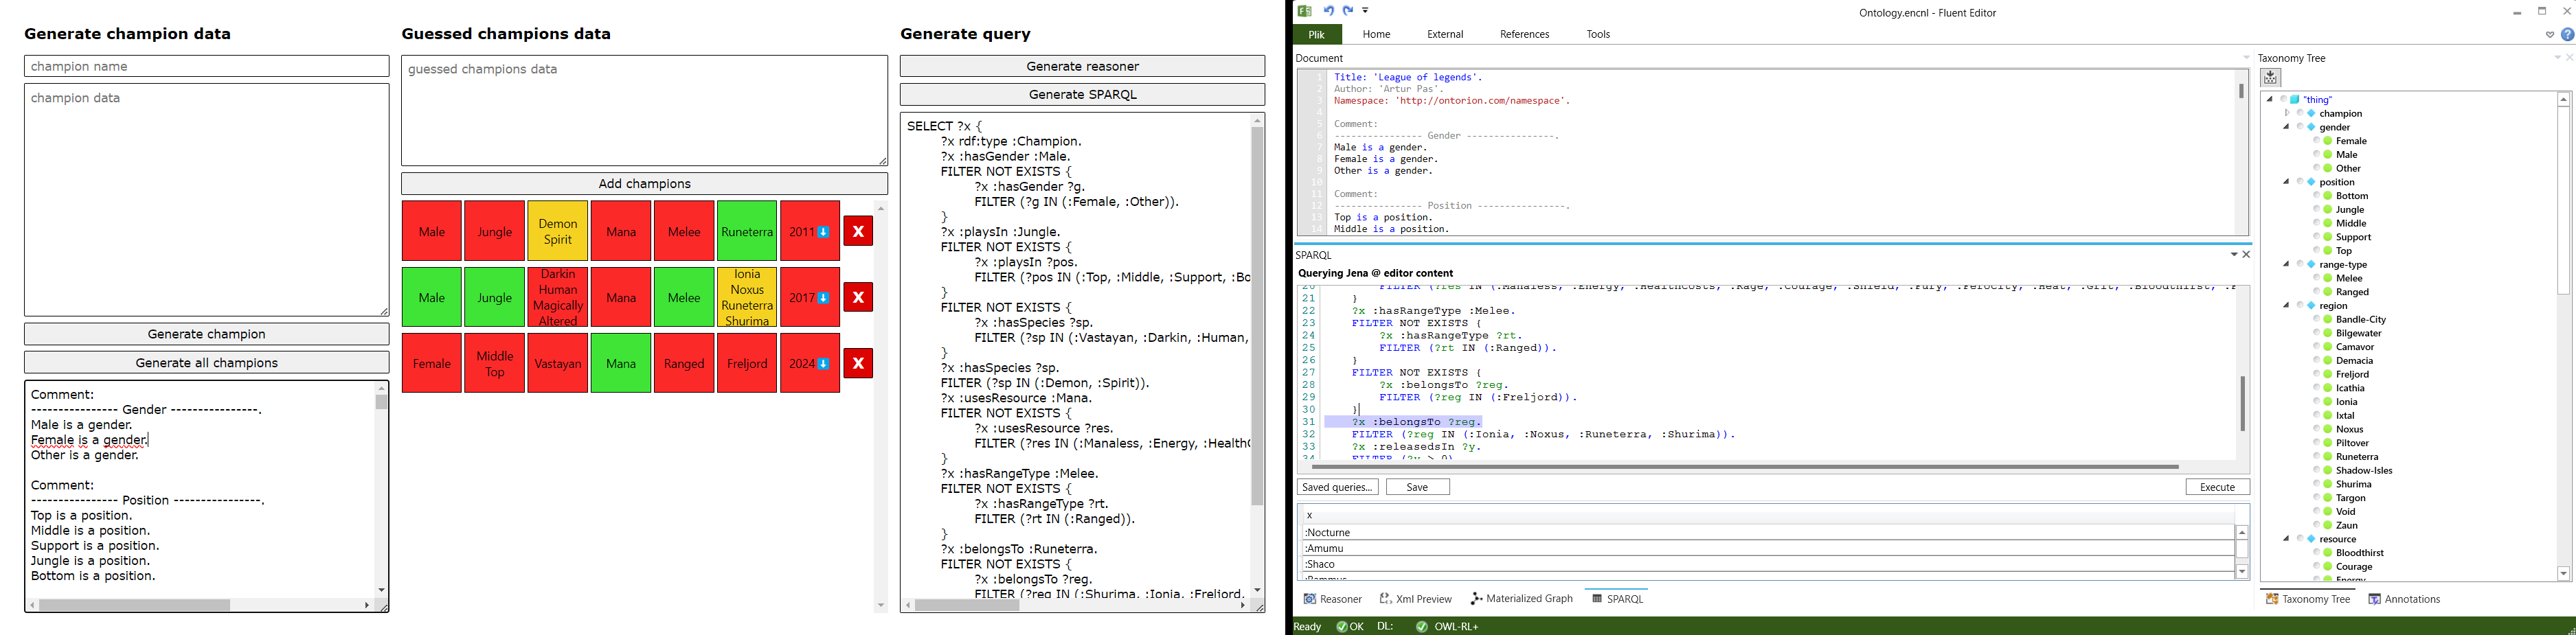 Generate champion data
champion name
champion data
Generate champion
Generate all champions
Comment:
---------------- Gender ----------------.
Male is a gender.
Female is a gender.
Other is a gender.
Comment:
---------------- Position ----------------.
Top is a position.
Middle is a position.
Support is a position.
Jungle is a position.
Bottom is a position.
Guessed champions data
guessed champions data
Add champions
Male Jungle Demon Spirit Mana Melee Runeterra 2011 X
Male Jungle Darkin Human Magically Altered Mana Melee Ionia Noxus Runeterra Shurima 2017 X
Female Middle Top Vastayan Mana Ranged Freljord 2024 X
Generate query
Generate reasoner
Generate SPARQL
SELECT ?x {
?x rdf:type :Champion.
?x :hasGender :Male.
FILTER NOT EXISTS {
?x :hasGender ?g.
FILTER (?g IN (:Female, :Other)).
}
?x :playsIn :Jungle.
FILTER NOT EXISTS {
?x :playsIn ?pos.
FILTER (?pos IN (:Top, :Middle, :Support, :Bo
}
FILTER NOT EXISTS {
?x :hasSpecies ?sp.
FILTER (?sp IN (:Vastayan, :Darkin, :Human,
}
?x :hasSpecies ?sp.
FILTER (?sp IN (:Demon, :Spirit)).
?x :usesResource :Mana.
FILTER NOT EXISTS {
?x :usesResource ?res.
FILTER (?res IN (:Manaless, :Energy, :HealthC
}
?x :hasRangeType :Melee.
FILTER NOT EXISTS {
?x :hasRangeType ?rt.
FILTER (?rt IN (:Ranged)).
}
?x :belongsTo :Runeterra.
FILTER NOT EXISTS {
?x :belongsTo ?reg.
FILTER (?reg IN (:Shurima, :Ionia, :Freljord,
Ontology.encnl - Fluent Editor
Plik Home External References Tools
Document
1 Title: 'League of legends'.
2 Author: 'Artur Pas'.
3 Namespace: 'http://ontorion.com/namespace'.
4
5 Comment:
6 ---------------- Gender ----------------.
7 Male is a gender.
8 Female is a gender.
9 Other is a gender.
10
11 Comment:
12 ---------------- Position ----------------.
13 Top is a position.
14 Middle is a position.
SPARQL
Querying Jena @ editor content
20 FILTER (?res IN (:Manaless, :Energy, :HealthCosts, :Rage, :Courage, :Shield, :Fury, :Ferocity, :Heat, :Grit, :Bloodthirst,
21 }
22 ?x :hasRangeType :Melee.
23 FILTER NOT EXISTS {
24 ?x :hasRangeType ?rt.
25 FILTER (?rt IN (:Ranged)).
26 }
27 FILTER NOT EXISTS {
28 ?x :belongsTo ?reg.
29 FILTER (?reg IN (:Freljord)).
30 }
31 ?x :belongsTo ?reg.
32 FILTER (?reg IN (:Ionia, :Noxus, :Runeterra, :Shurima)).
33 ?x :releasedsIn ?y.
34 FILTER (?y > 0)
Saved queries... Save Execute
x
:Nocturne
:Amumu
:Shaco
:Rammus
Reasoner Xml Preview Materialized Graph SPARQL
Ready OK DL: OWL-RL+
Taxonomy Tree
"thing"
champion
gender
Female
Male
Other
position
Bottom
Jungle
Middle
Support
Top
range-type
Melee
Ranged
region
Bandle-City
Bilgewater
Camavor
Demacia
Freljord
Icathia
Ionia
Ixtal
Noxus
Piltover
Runeterra
Shadow-Isles
Shurima
Targon
Void
Zaun
resource
Bloodthirst
Courage
Energy
Taxonomy Tree Annotations